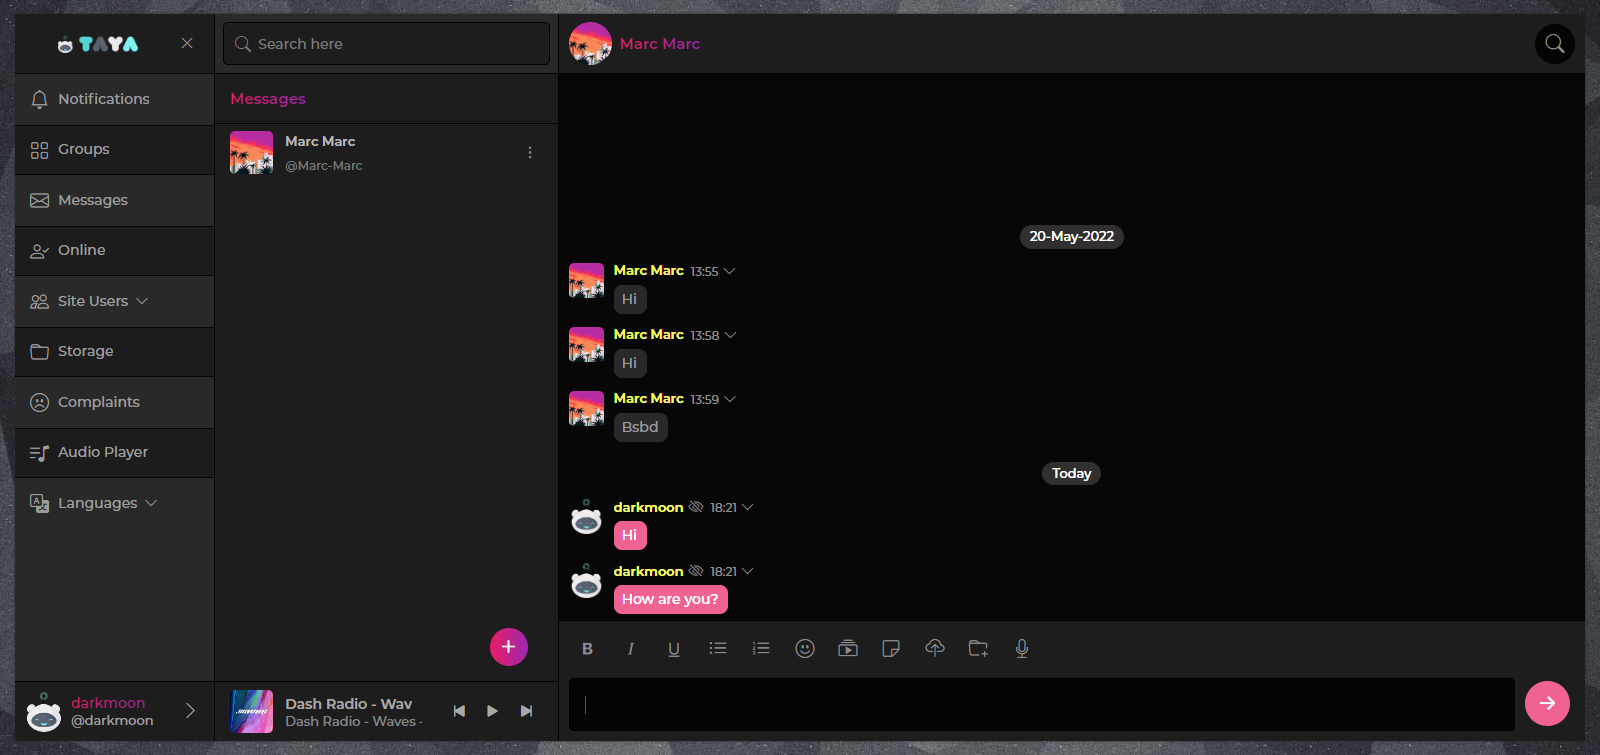 TAYA
Search here
Marc Marc
Notifications
Groups
Messages
Online
Site Users
Storage
Complaints
Audio Player
Languages
Messages
Marc Marc
@Marc-Marc
20-May-2022
Marc Marc 13:55
Hi
Marc Marc 13:58
Hi
Marc Marc 13:59
Bsbd
Today
darkmoon 18:21
Hi
darkmoon 18:21
How are you?
B I U
darkmoon
@darkmoon
Dash Radio - Wav
Dash Radio - Waves -